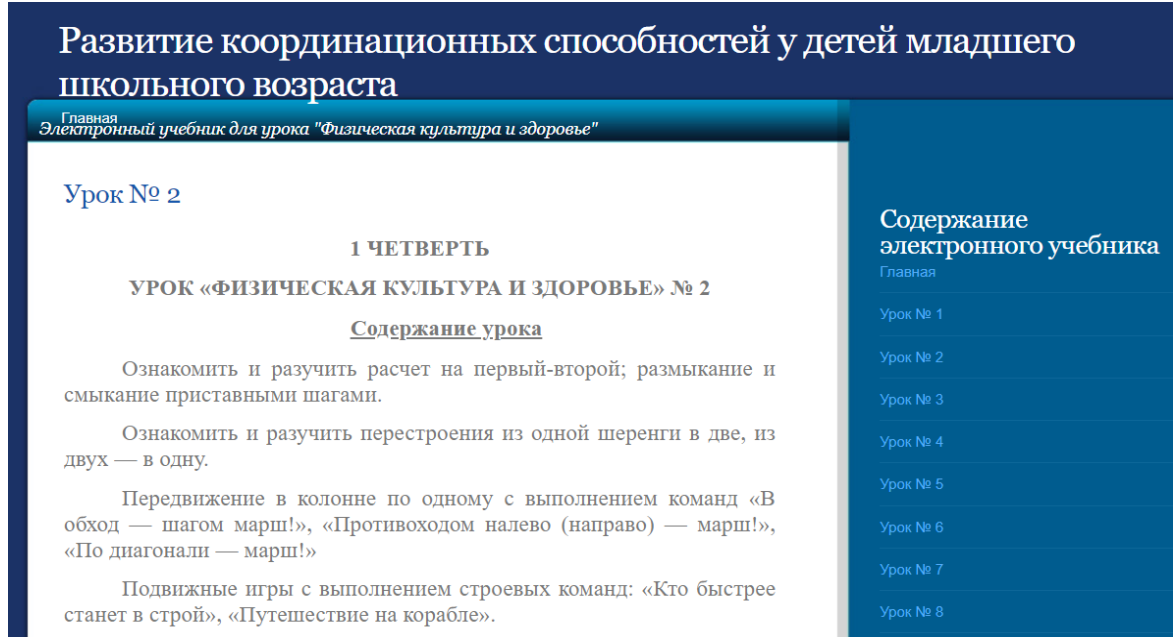 Развитие координационных способностей у детей младшего
школьного возраста
Главная
Электронный учебник для урока "Физическая культура и здоровье"
Урок № 2
1 ЧЕТВЕРТЬ
УРОК «ФИЗИЧЕСКАЯ КУЛЬТУРА И ЗДОРОВЬЕ» № 2
Содержание урока
Ознакомить и разучить расчет на первый-второй; размыкание и
смыкание приставными шагами.
Ознакомить и разучить перестроения из одной шеренги в две, из
двух — в одну.
Передвижение в колонне по одному с выполнением команд «В
обход — шагом марш!», «Противоходом налево (направо) — марш!»,
«По диагонали — марш!»
Подвижные игры с выполнением строевых команд: «Кто быстрее
станет в строй», «Путешествие на корабле».
Содержание
электронного учебника
Главная
Урок № 1
Урок № 2
Урок № 3
Урок № 4
Урок № 5
Урок № 6
Урок № 7
Урок № 8